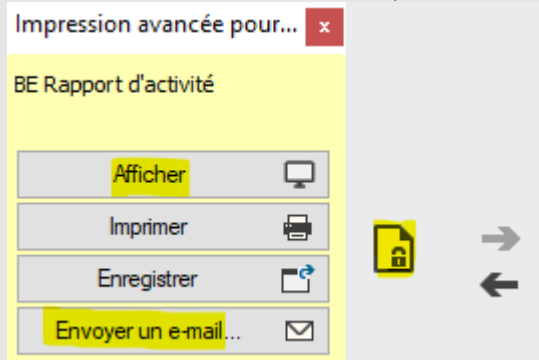 Impression avancée pour... x
BE Rapport d'activité
Afficher
Imprimer
Enregistrer
Envoyer un e-mail...